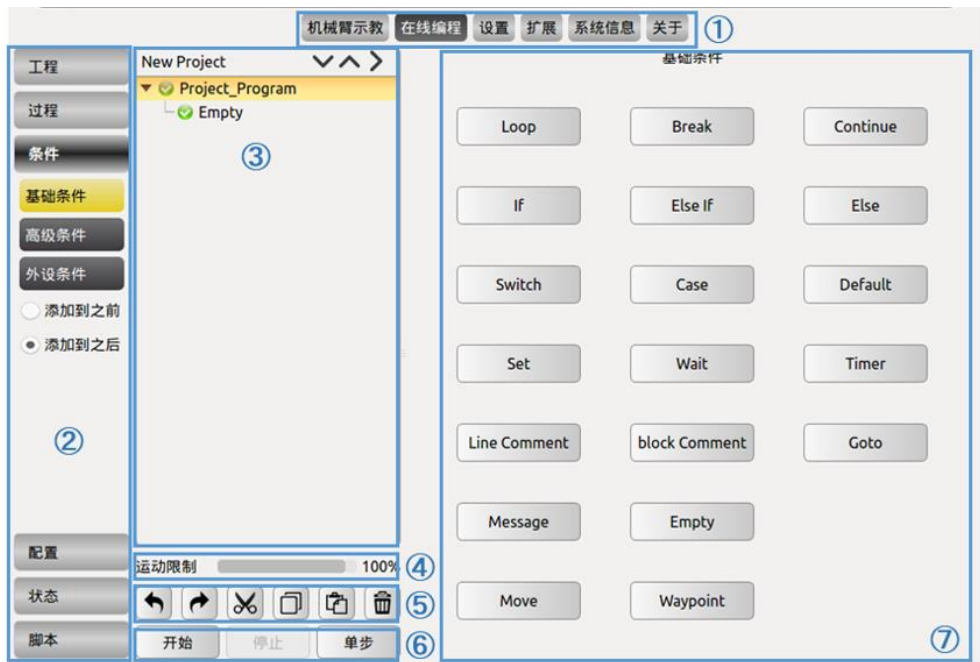 机械臂示教 在线编程 设置 扩展 系统信息 关于 ①
工程
过程
条件
基础条件
高级条件
外设条件
添加到之前
添加到之后
②
配置
状态
脚本
New Project
Project_Program
Empty
③
运动限制 100% ④
⑤
开始 停止 单步 ⑥
基础条件
Loop Break Continue
If Else If Else
Switch Case Default
Set Wait Timer
Line Comment block Comment Goto
Message Empty
Move Waypoint
⑦